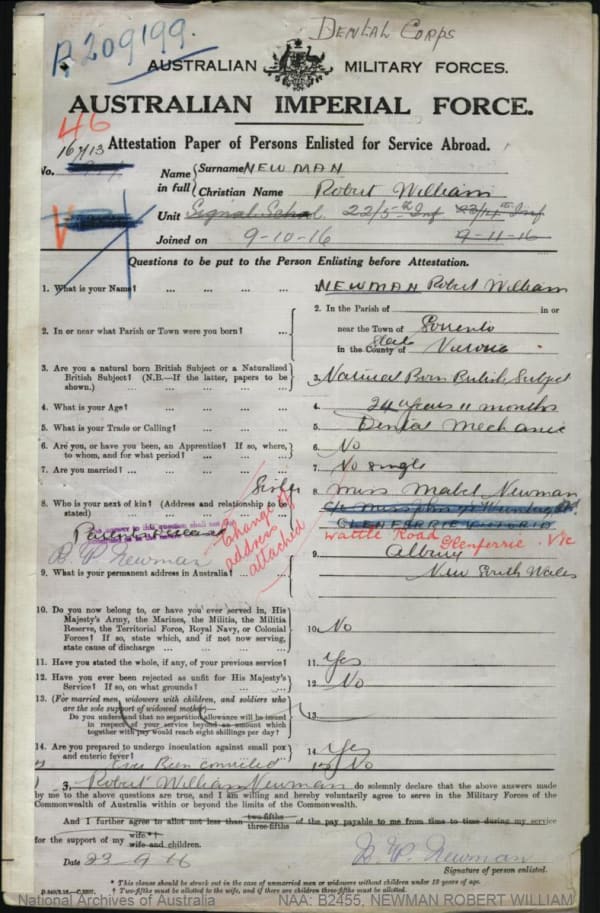 Dental Corps
A209199.
AUSTRALIAN MILITARY FORCES.
AUSTRALIAN IMPERIAL FORCE.
46
Attestation Paper of Persons Enlisted for Service Abroad.
No. 16713
Name in full { Surname NEWMAN
Christian Name Robert William
Unit Signal School. 22/5th Inf 23/14th Inf
Joined on 9-10-16 9-11-16
Questions to be put to the Person Enlisting before Attestation.
1. What is your Name? ... ... ... ... NEWMAN Robert William
2. In or near what Parish or Town were you born? ... 2. In the Parish of in or
near the Town of Sorrento
in the County of State Victoria
3. Are you a natural born British Subject or a Naturalized
British Subject? (N.B.—If the latter, papers to be
shown.) ... ... ... ... 3. Natural Born British Subject
4. What is your Age? ... ... ... ... 4. 24 years 11 months
5. What is your Trade or Calling? ... ... ... 5. Dental Mechanic
6. Are you, or have you been, an Apprentice? If so, where,
to whom, and for what period? ... ... ... 6. No
7. Are you married? ... ... ... ... 7. No single
8. Who is your next of kin? (Address and relationship to be
stated) ... ... ... Sister 8. Miss Mabel Newman
GLENFERRIE VICTORIA
Parents Deceased
R. W. Newman
Change of
address
attached
Wattle Road Glenferrie. Vic
9. What is your permanent address in Australia? ... 9. Albury
New South Wales
10. Do you now belong to, or have you ever served in, His
Majesty's Army, the Marines, the Militia, the Militia
Reserve, the Territorial Force, Royal Navy, or Colonial
Forces? If so, state which, and if not now serving,
state cause of discharge ... ... ... 10. No
11. Have you stated the whole, if any, of your previous service? 11. Yes
12. Have you ever been rejected as unfit for His Majesty's
Service? If so, on what grounds? ... ... 12. No
13. (For married men, widowers with children, and soldiers who
are the sole support of widowed mother—
Do you understand that no separation allowance will be issued
in respect of your service beyond an amount which
together with pay would reach eight shillings per day? 13.
14. Are you prepared to undergo inoculation against small pox
and enteric fever? ... ... ... 14. Yes
Ever Been Convicted No
I, Robert William Newman do solemnly declare that the above answers made
by me to the above questions are true, and I am willing and hereby voluntarily agree to serve in the Military Forces of the
Commonwealth of Australia within or beyond the limits of the Commonwealth.
And I further agree to allot not less than two-fifths three-fifths of the pay payable to me from time to time during my service
for the support of my wife.*† wife and children.
Date 23 9 16 R. W. Newman
Signature of person enlisted.
* This clause should be struck out in the case of unmarried men or widowers without children under 18 years of age.
† Two-fifths must be allotted to the wife, and if there are children three-fifths must be allotted.
National Archives of Australia NAA: B2455, NEWMAN ROBERT WILLIAM